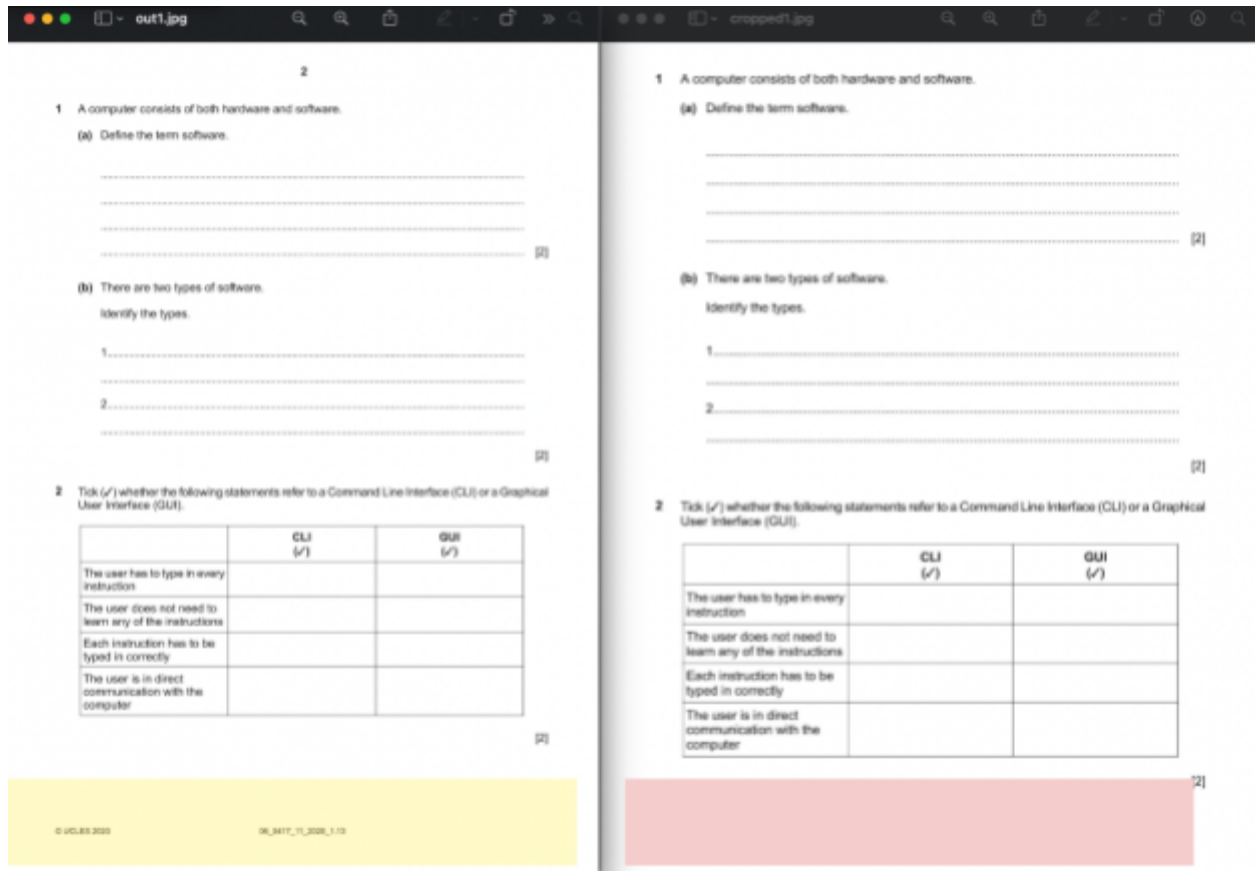 out1.jpg
2
1 A computer consists of both hardware and software.
(a) Define the term software.
[2]
(b) There are two types of software.
Identify the types.
1
2
[2]
2 Tick (✓) whether the following statements refer to a Command Line Interface (CLI) or a Graphical
User Interface (GUI).
CLI GUI
(✓) (✓)
The user has to type in every
instruction
The user does not need to
learn any of the instructions
Each instruction has to be
typed in correctly
The user is in direct
communication with the
computer
[2]
© UCLES 2020
cropped1.jpg
1 A computer consists of both hardware and software.
(a) Define the term software.
[2]
(b) There are two types of software.
Identify the types.
1
2
[2]
2 Tick (✓) whether the following statements refer to a Command Line Interface (CLI) or a Graphical
User Interface (GUI).
CLI GUI
(✓) (✓)
The user has to type in every
instruction
The user does not need to
learn any of the instructions
Each instruction has to be
typed in correctly
The user is in direct
communication with the
computer
[2]